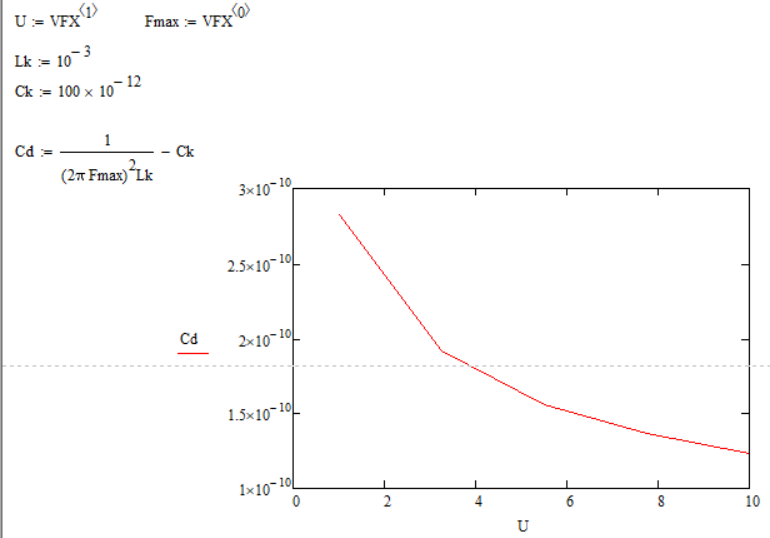 U := VFX^⟨1⟩ Fmax := VFX^⟨0⟩
Lk := 10^-3
Ck := 100 × 10^-12
Cd := 1 / ((2π Fmax)^2 Lk) − Ck
3×10^-10
2.5×10^-10
2×10^-10
Cd
1.5×10^-10
1×10^-10
0 2 4 6 8 10
U